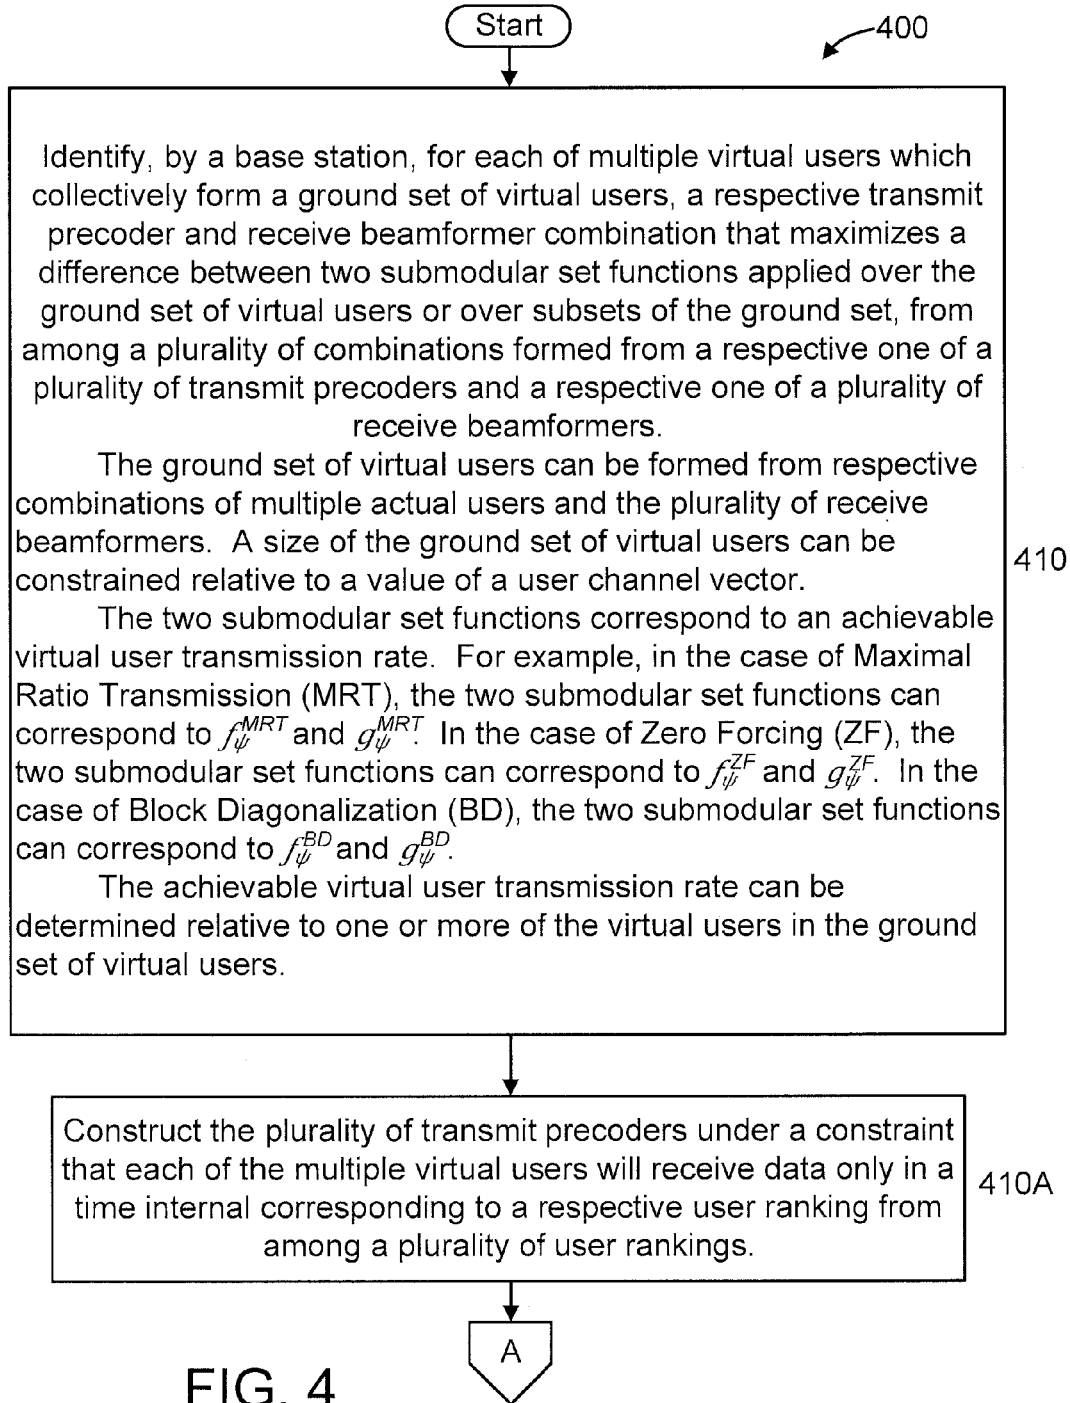 Start
400
Identify, by a base station, for each of multiple virtual users which
collectively form a ground set of virtual users, a respective transmit
precoder and receive beamformer combination that maximizes a
difference between two submodular set functions applied over the
ground set of virtual users or over subsets of the ground set, from
among a plurality of combinations formed from a respective one of a
plurality of transmit precoders and a respective one of a plurality of
receive beamformers.
The ground set of virtual users can be formed from respective
combinations of multiple actual users and the plurality of receive
beamformers. A size of the ground set of virtual users can be
constrained relative to a value of a user channel vector.
The two submodular set functions correspond to an achievable
virtual user transmission rate. For example, in the case of Maximal
Ratio Transmission (MRT), the two submodular set functions can
correspond to f_ψ^MRT and g_ψ^MRT. In the case of Zero Forcing (ZF), the
two submodular set functions can correspond to f_ψ^ZF and g_ψ^ZF. In the
case of Block Diagonalization (BD), the two submodular set functions
can correspond to f_ψ^BD and g_ψ^BD.
The achievable virtual user transmission rate can be
determined relative to one or more of the virtual users in the ground
set of virtual users.
410
Construct the plurality of transmit precoders under a constraint
that each of the multiple virtual users will receive data only in a
time internal corresponding to a respective user ranking from
among a plurality of user rankings.
410A
A
FIG. 4